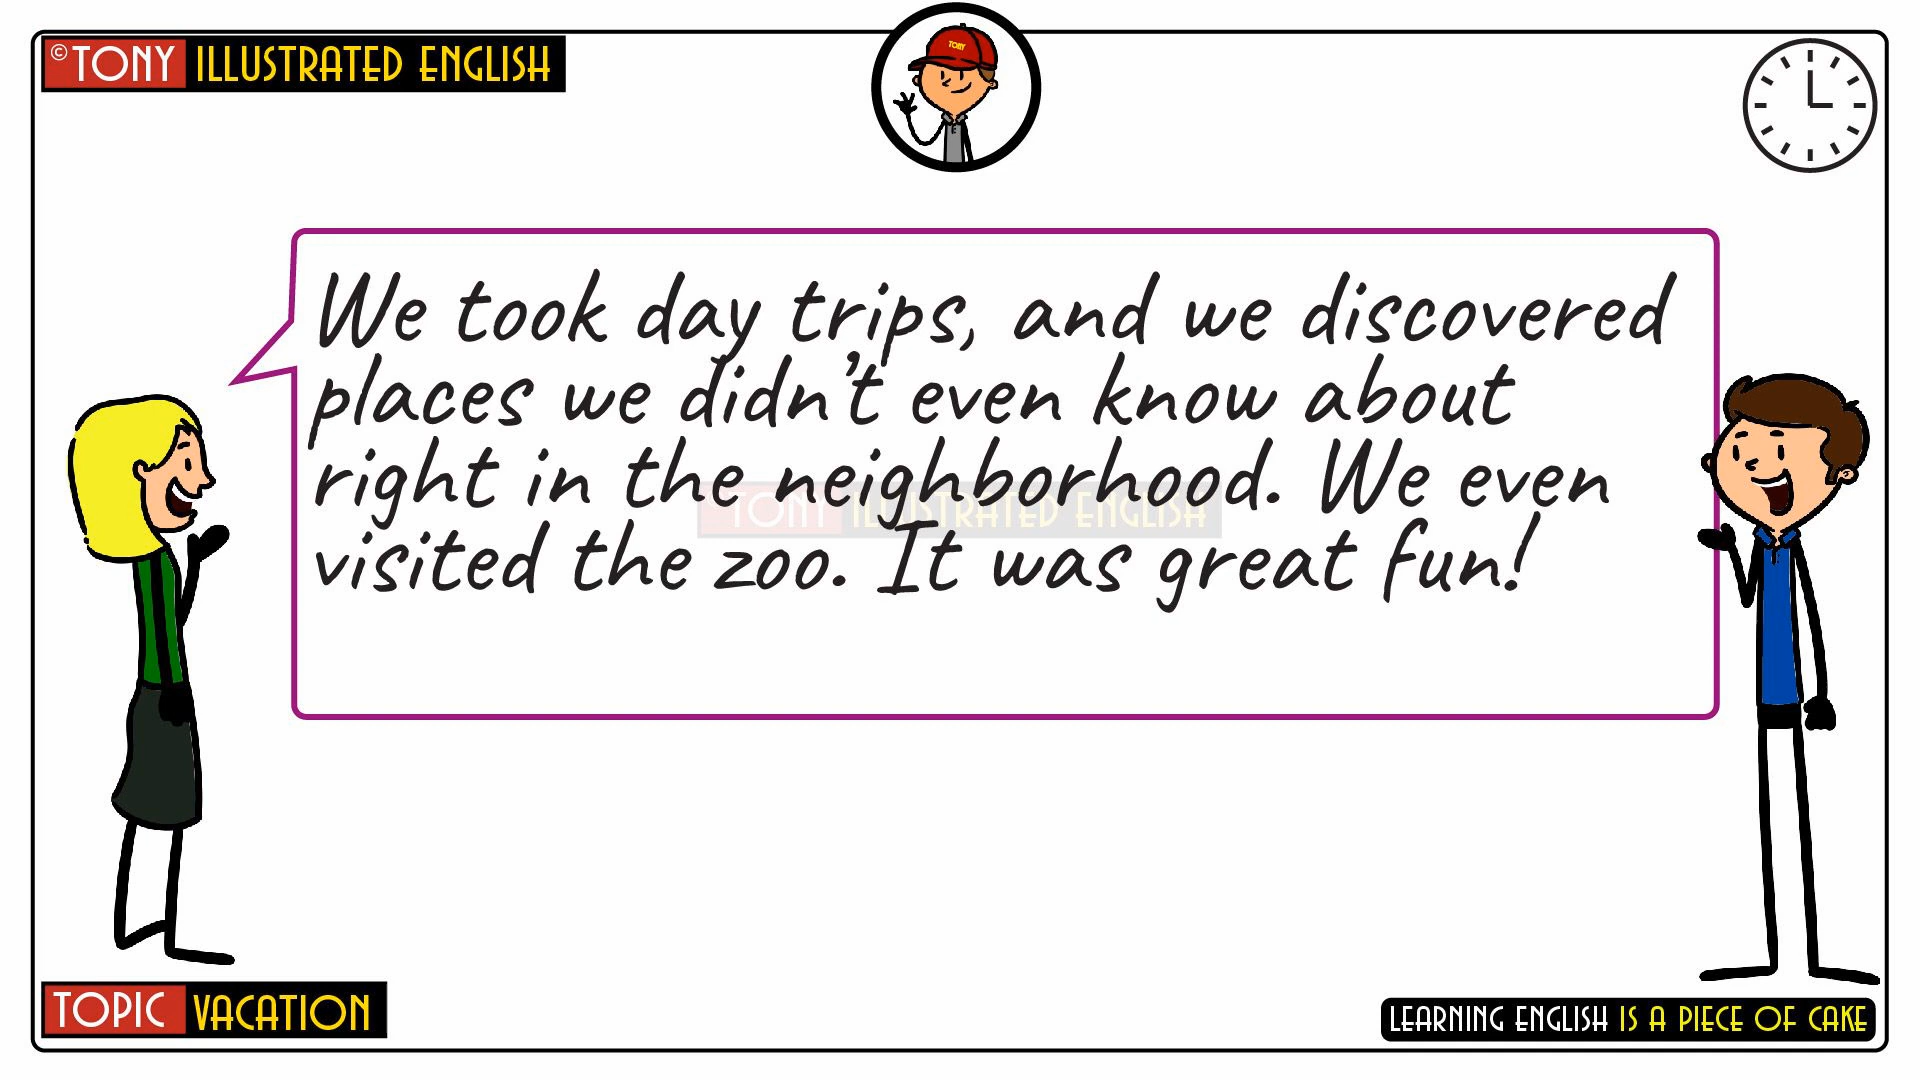 ©TONY ILLUSTRATED ENGLISH
TONY
We took day trips, and we discovered
places we didn't even know about
right in the neighborhood. We even
visited the zoo. It was great fun!
TONY ILLUSTRATED ENGLISH
TOPIC VACATION
LEARNING ENGLISH IS A PIECE OF CAKE